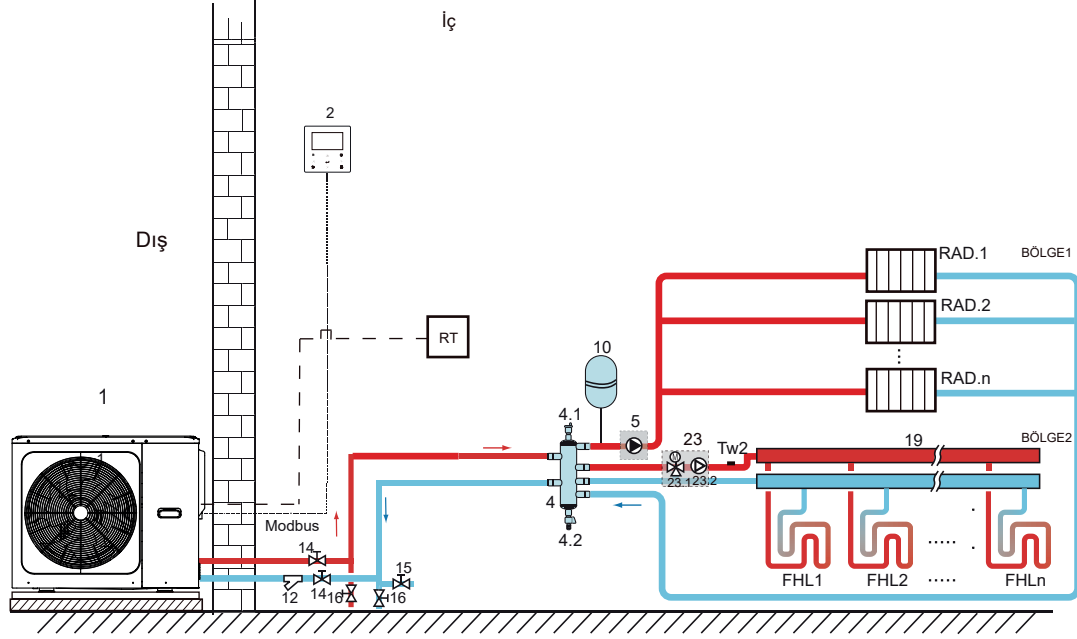 İç
2
Dış
RAD.1
BÖLGE1
RAD.2
RT
10
RAD.n
1
4.1
5
23
19
BÖLGE2
Tw2
1
23.1
23.2
4
Modbus
4.2
14
15
12
14
16
16
FHL1
FHL2
FHLn